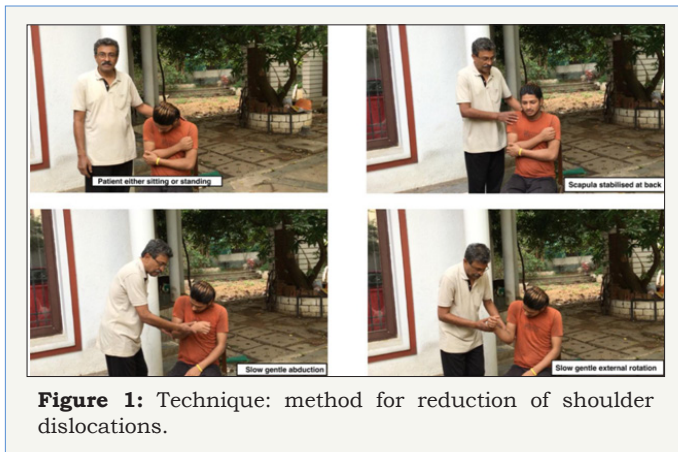 Patient either sitting or standing
Scapula stabilised at back
Slow gentle abduction
Slow gentle external rotation
Figure 1: Technique: method for reduction of shoulder
dislocations.